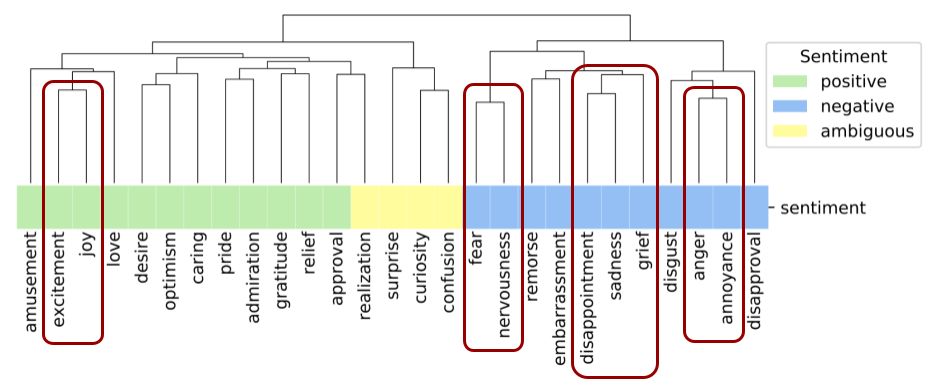 Sentiment
positive
negative
ambiguous
sentiment
amusement
excitement
joy
love
desire
optimism
caring
pride
admiration
gratitude
relief
approval
realization
surprise
curiosity
confusion
fear
nervousness
remorse
embarrassment
disappointment
sadness
grief
disgust
anger
annoyance
disapproval